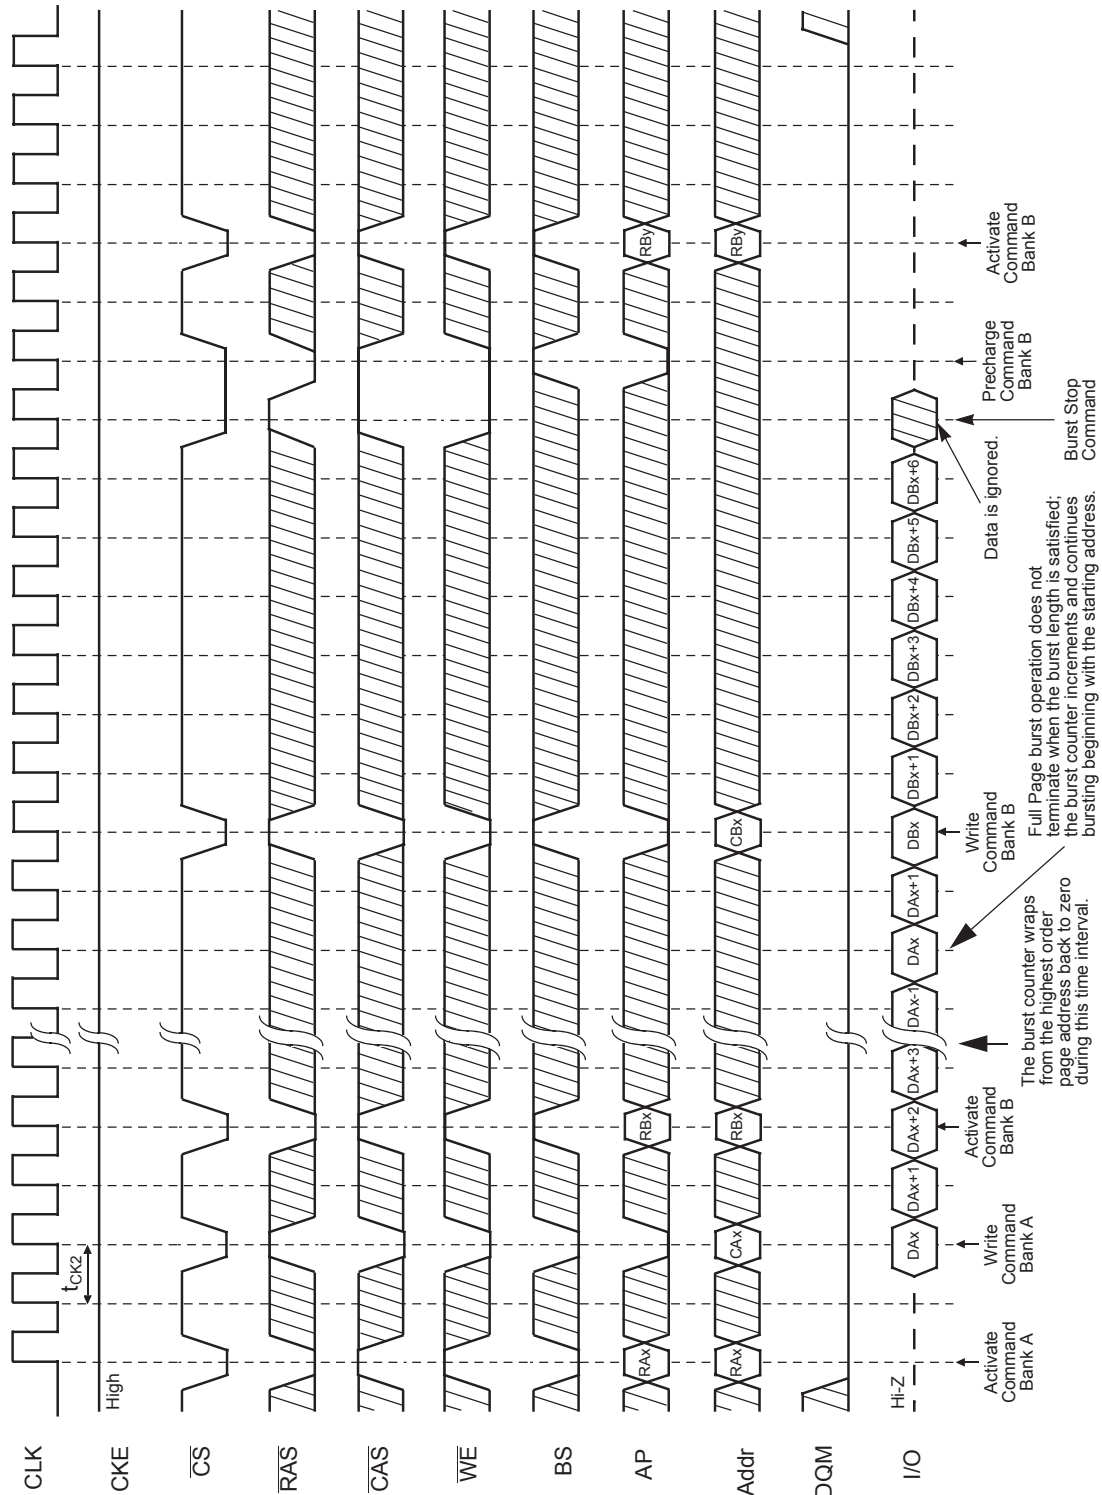 CLK
CKE
CS
RAS
CAS
WE
BS
AP
Addr
DQM
I/O
tCK2
High
RAx
RBx
RBy
RAx
CAx
RBx
CBx
RBy
Hi-Z
DAx
DAx+1
DAx+2
DAx+3
DAx-1
DAx
DAx+1
DBx
DBx+1
DBx+2
DBx+3
DBx+4
DBx+5
DBx+6
Activate
Command
Bank A
Write
Command
Bank A
Activate
Command
Bank B
The burst counter wraps
from the highest order
page address back to zero
during this time interval.
Write
Command
Bank B
Full Page burst operation does not
terminate when the burst length is satisfied;
the burst counter increments and continues
bursting beginning with the starting address.
Data is ignored.
Burst Stop
Command
Precharge
Command
Bank B
Activate
Command
Bank B